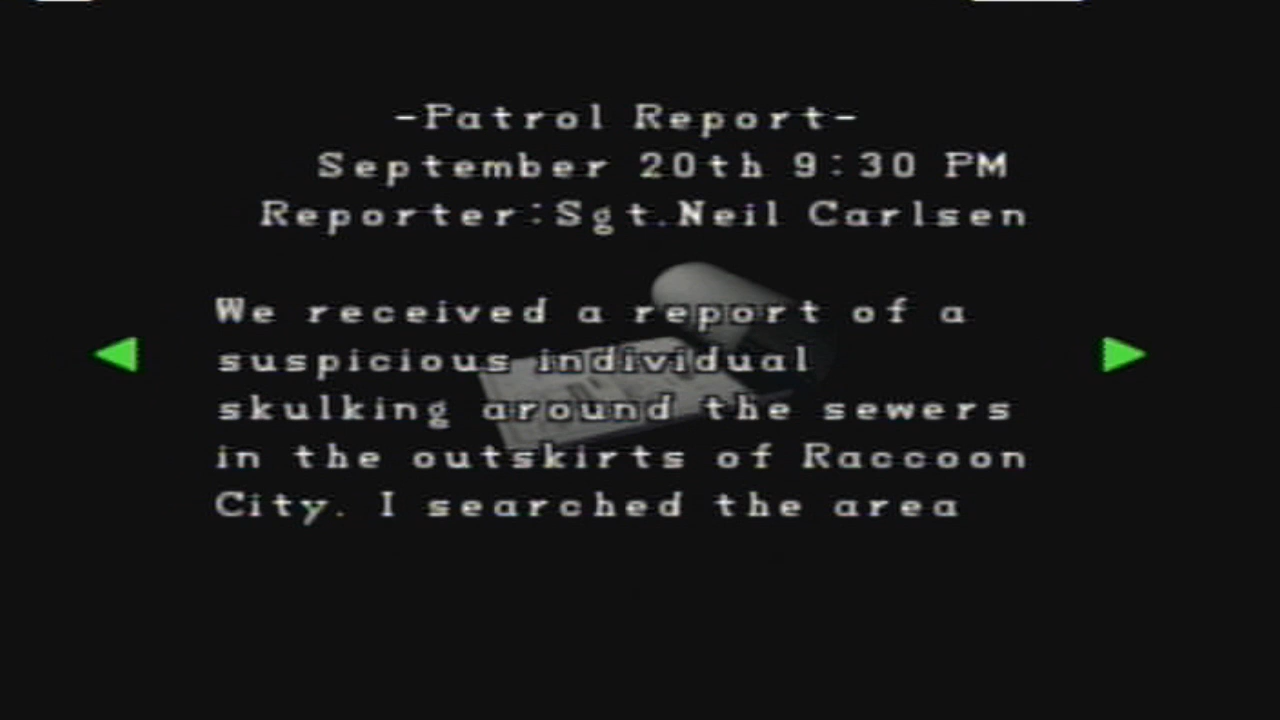 -Patrol Report-
September 20th 9:30 PM
Reporter:Sgt.Neil Carlsen
We received a report of a
suspicious individual
skulking around the sewers
in the outskirts of Raccoon
City. I searched the area